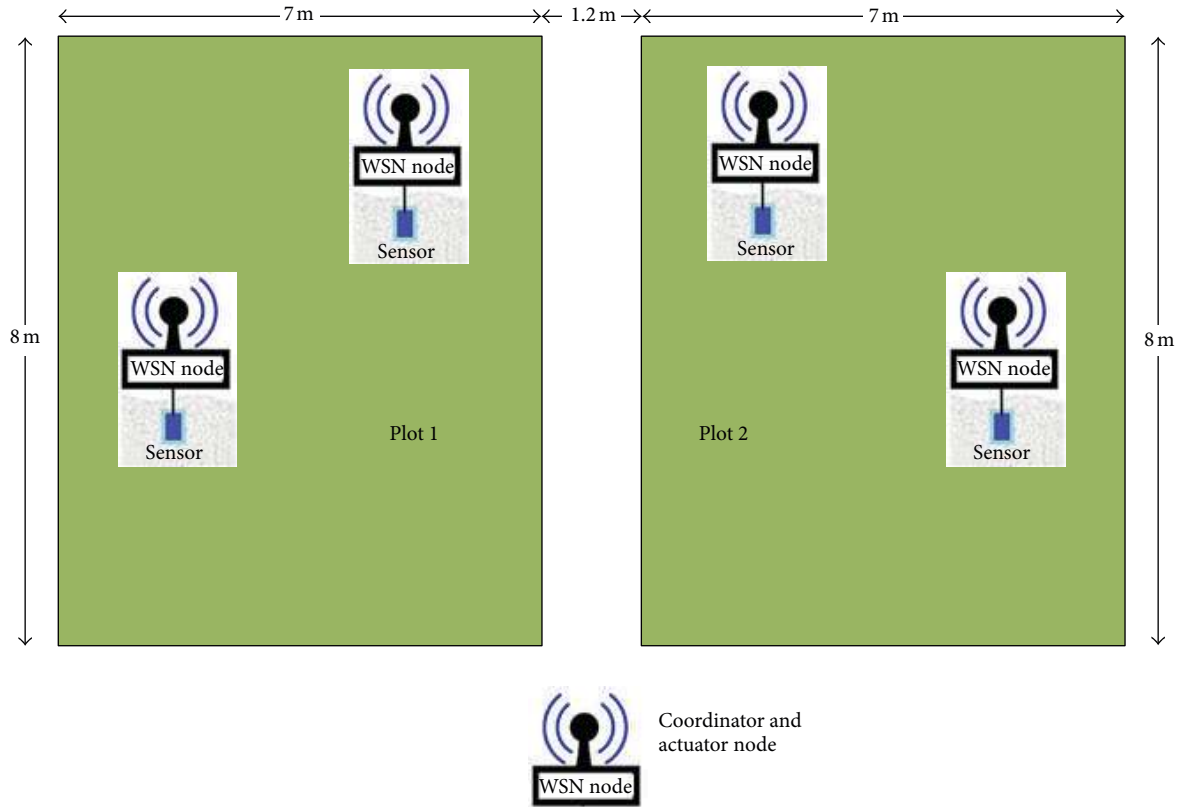 7 m
1.2 m
7 m
WSN node
Sensor
WSN node
Sensor
8 m
WSN node
Sensor
WSN node
Sensor
8 m
Plot 1
Plot 2
Coordinator and
actuator node
WSN node